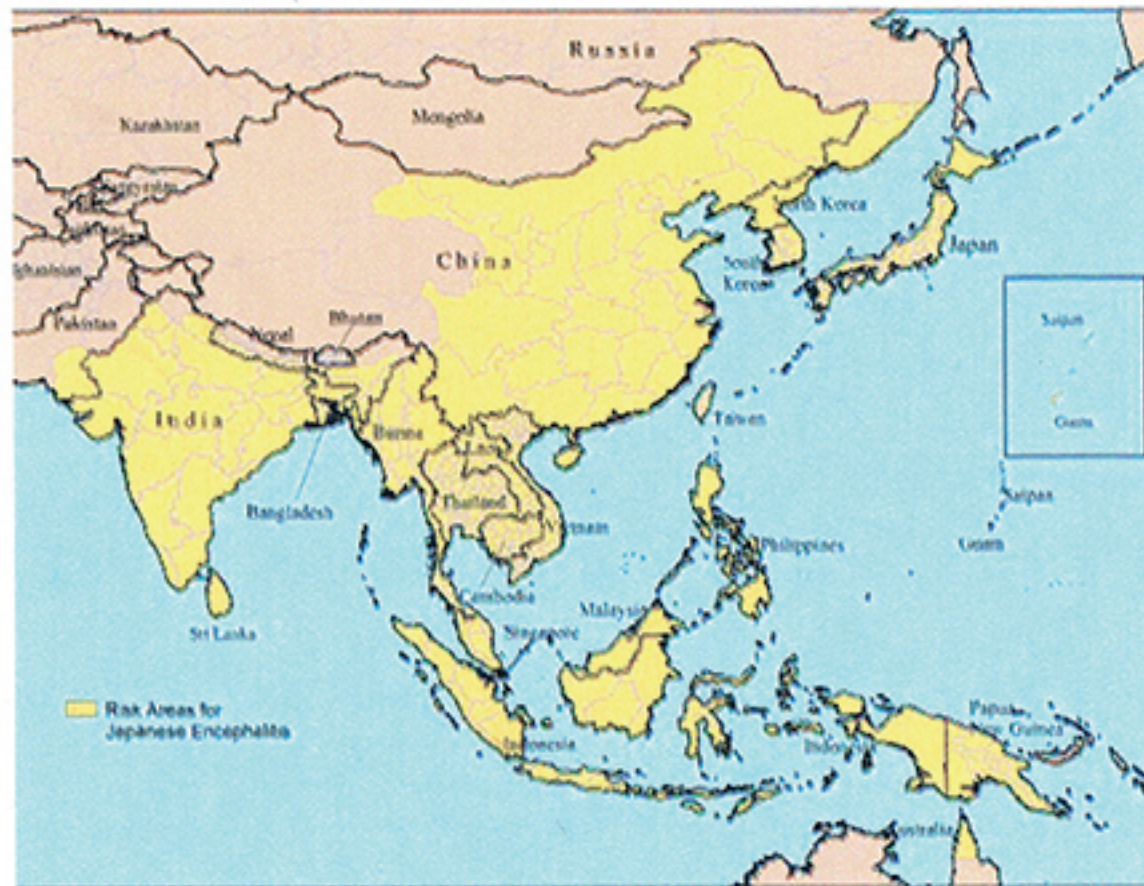 Russia
Kazakhstan
Mongolia
North Korea
Japan
China
South
Korea
Pakistan
Nepal
Bhutan
Saipan
India
Burma
Laos
Taiwan
Guam
Thailand
Bangladesh
Vietnam
Saipan
Guam
Philippines
Cambodia
Malaysia
Sri Laska
Singapore
Risk Areas for
Japanese Encephalitis
Papua
New Guinea
Indonesia
Indonesia
Australia